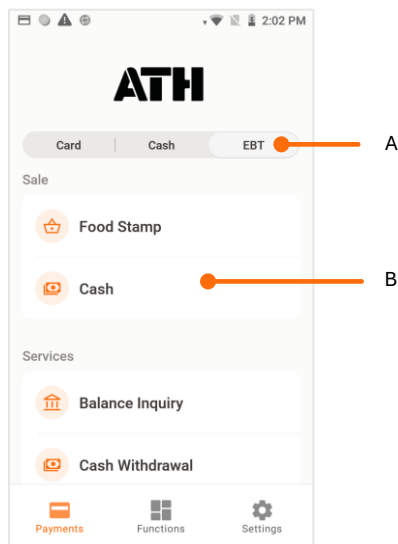 2:02 PM
ATH
Card Cash EBT
A
Sale
Food Stamp
Cash
B
Services
Balance Inquiry
Cash Withdrawal
Payments Functions Settings